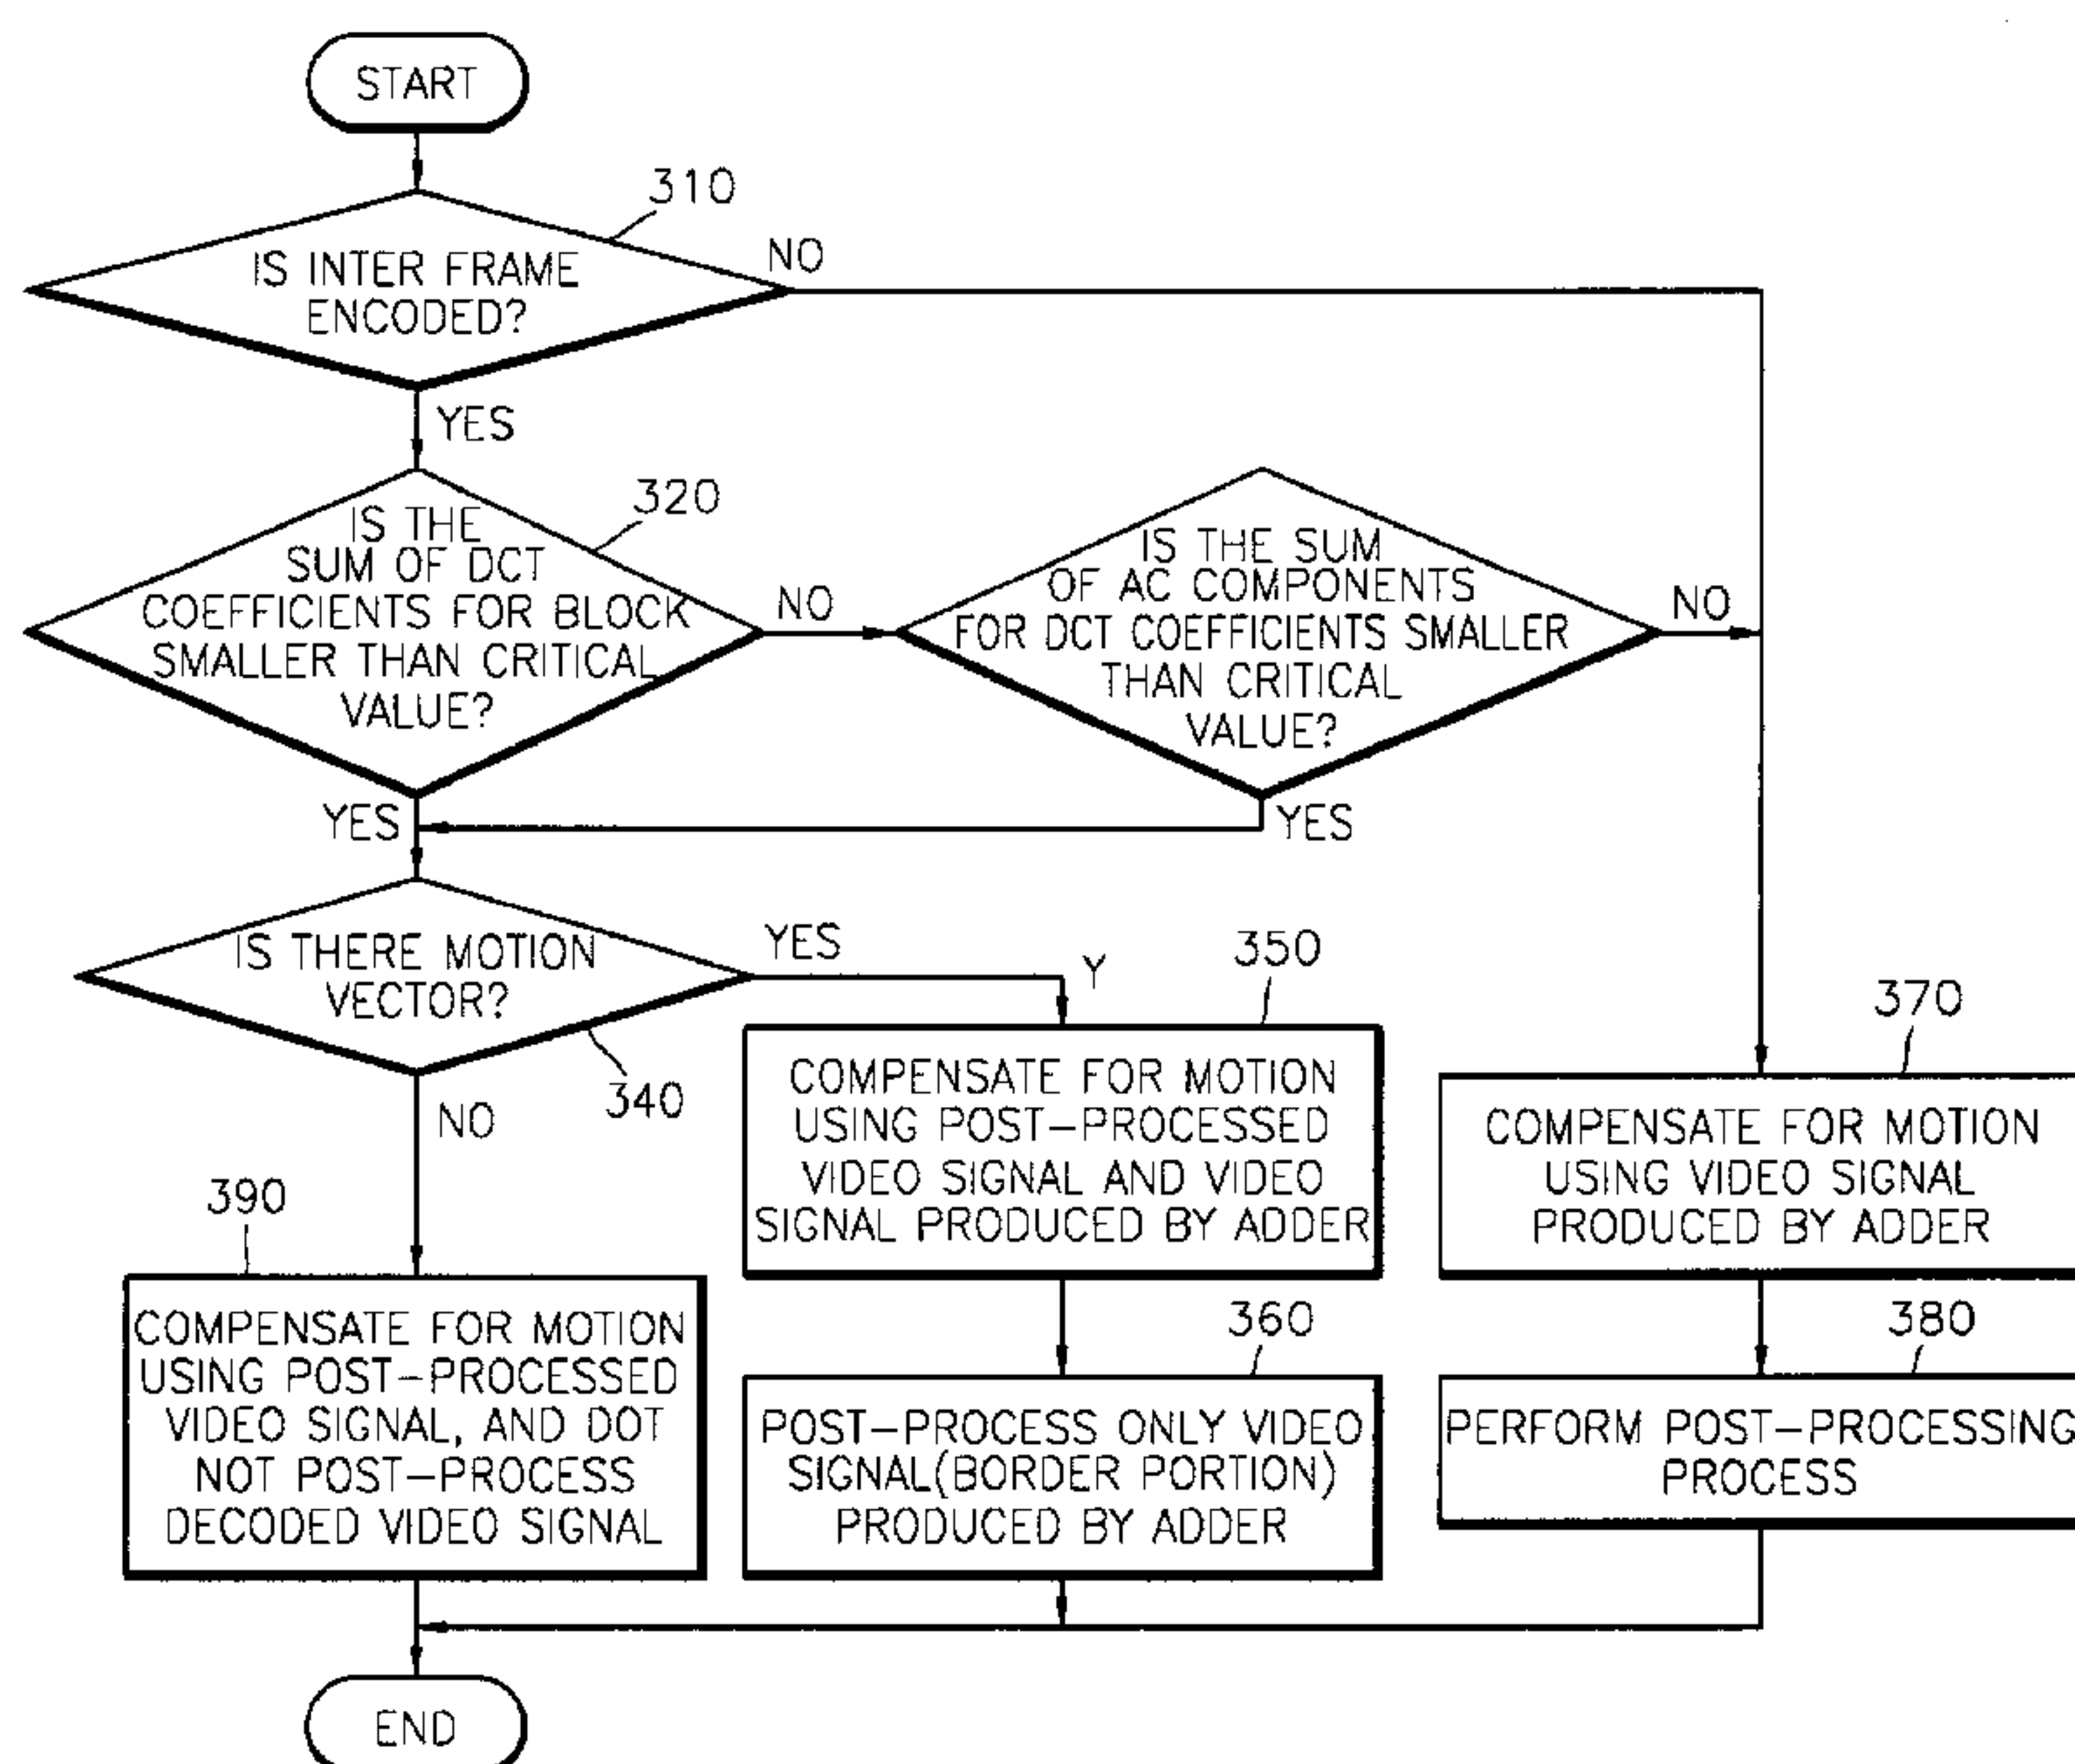 START
310
IS INTER FRAME
ENCODED?
NO
YES
320
IS THE
SUM OF DCT
COEFFICIENTS FOR BLOCK
SMALLER THAN CRITICAL
VALUE?
NO
IS THE SUM
OF AC COMPONENTS
FOR DCT COEFFICIENTS SMALLER
THAN CRITICAL
VALUE?
NO
YES
YES
IS THERE MOTION
VECTOR?
YES
Y
340
NO
350
COMPENSATE FOR MOTION
USING POST-PROCESSED
VIDEO SIGNAL AND VIDEO
SIGNAL PRODUCED BY ADDER
370
COMPENSATE FOR MOTION
USING VIDEO SIGNAL
PRODUCED BY ADDER
390
COMPENSATE FOR MOTION
USING POST-PROCESSED
VIDEO SIGNAL, AND DOT
NOT POST-PROCESS
DECODED VIDEO SIGNAL
360
POST-PROCESS ONLY VIDEO
SIGNAL(BORDER PORTION)
PRODUCED BY ADDER
380
PERFORM POST-PROCESSING
PROCESS
END